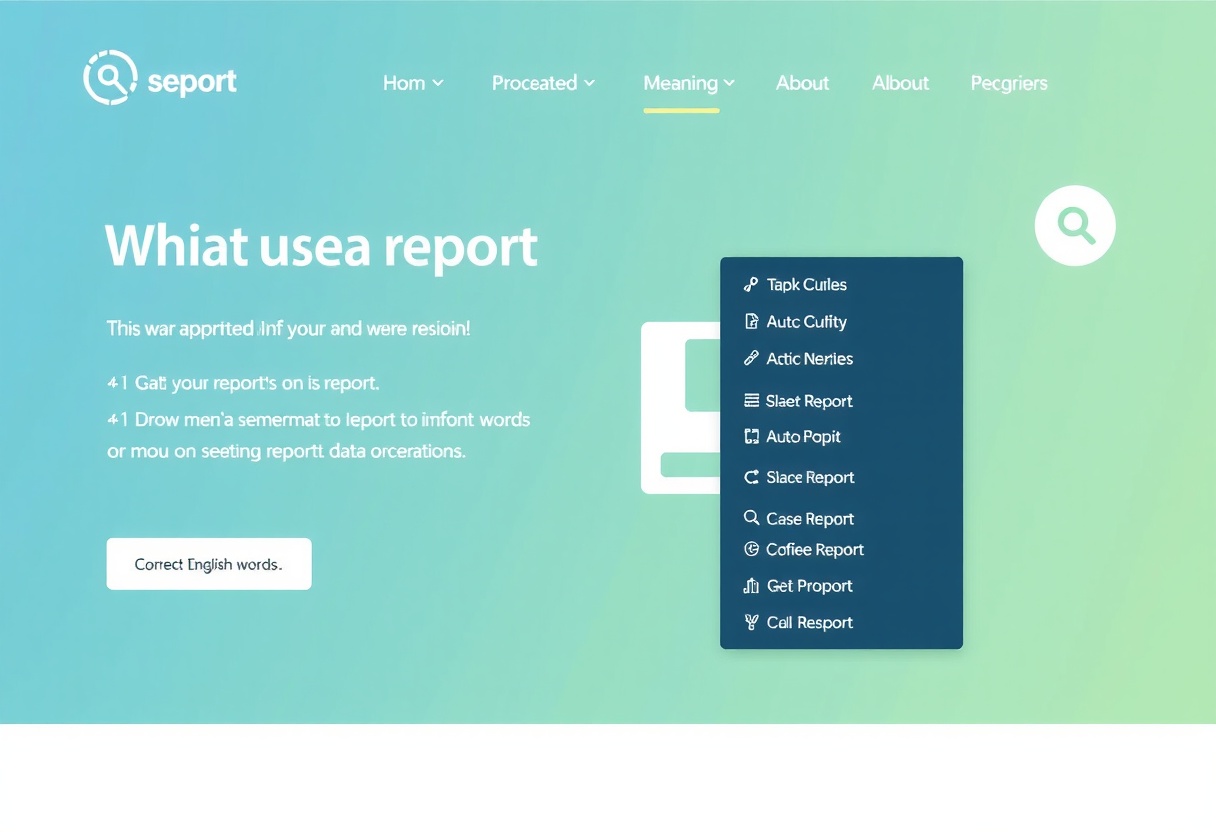 seport
Hom Proceated Meaning About Albout Pecgriers
Whiat usea report
This war apprited Inf your and were resioin!
41 Gat your report's on is report.
41 Drow men'a semermat to leport to imfont words
or mou on seeting reportt data orcerations.
Correct English words.
Tapk Curles
Autc Culfity
Actic Nerries
Slaet Report
Auto Popit
Slace Report
Case Report
Cofiee Report
Get Proport
Call Resport